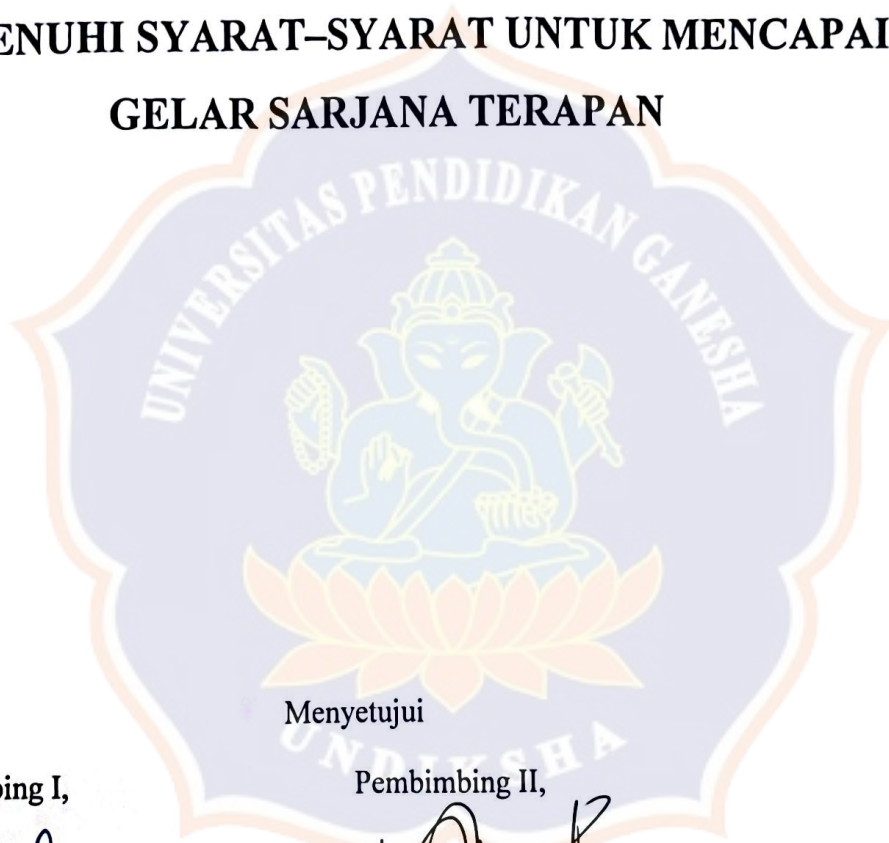 ENUHI SYARAT–SYARAT UNTUK MENCAPAI
GELAR SARJANA TERAPAN
UNIVERSITAS PENDIDIKAN GANESHA
Menyetujui
UNDIKSHA
bing I,
Pembimbing II,